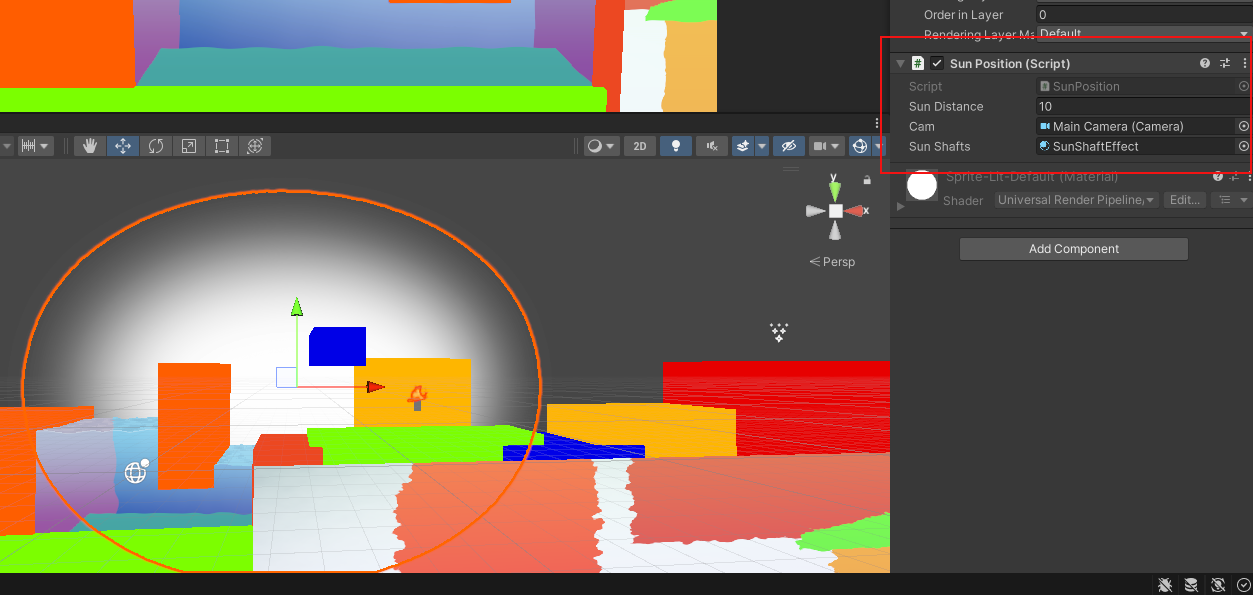 Order in Layer 0
Rendering Layer Ma Default
# Sun Position (Script)
Script # SunPosition
Sun Distance 10
Cam Main Camera (Camera)
Sun Shafts SunShaftEffect
Sprite-Lit-Default (Material)
Shader Universal Render Pipeline/ Edit...
Add Component
2D
y
x
Persp